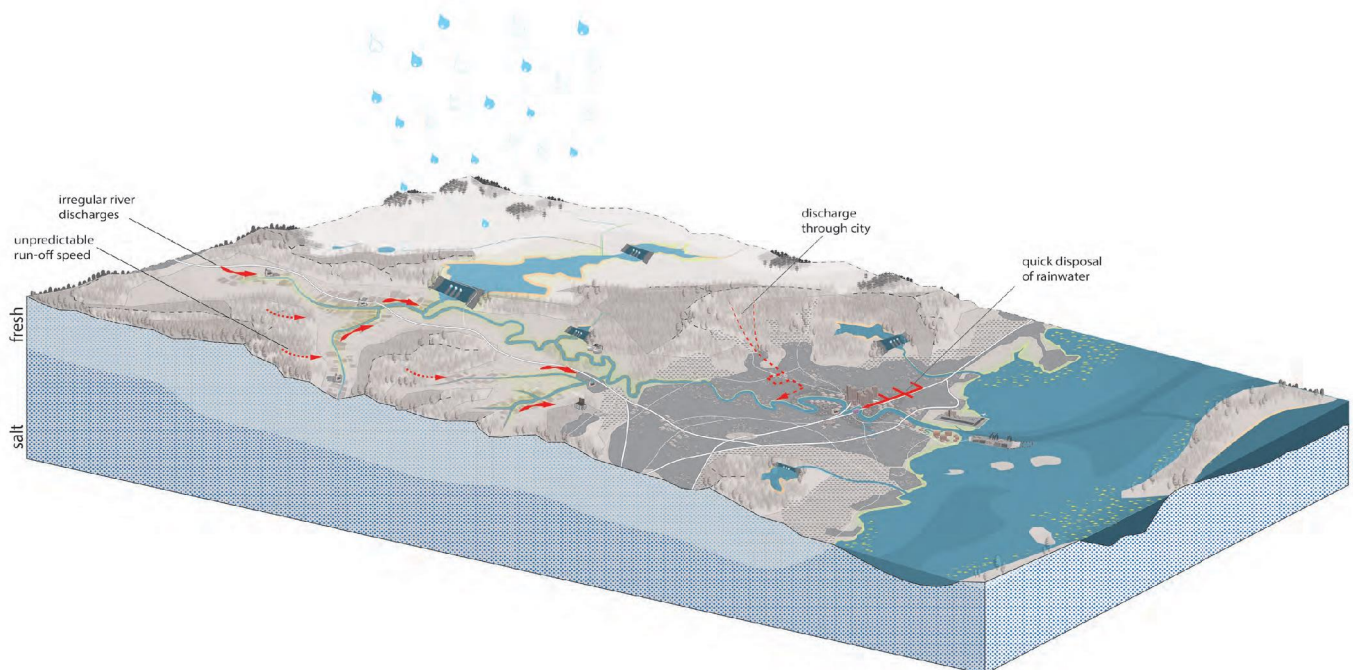 irregular river
discharges
unpredictable
run-off speed
discharge
through city
quick disposal
of rainwater
fresh
salt